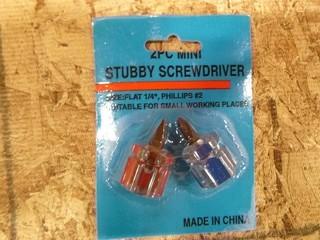 2PC MINI
STUBBY SCREWDRIVER
SIZE:FLAT 1/4", PHILLIPS #2
SUITABLE FOR SMALL WORKING PLACES
MADE IN CHINA